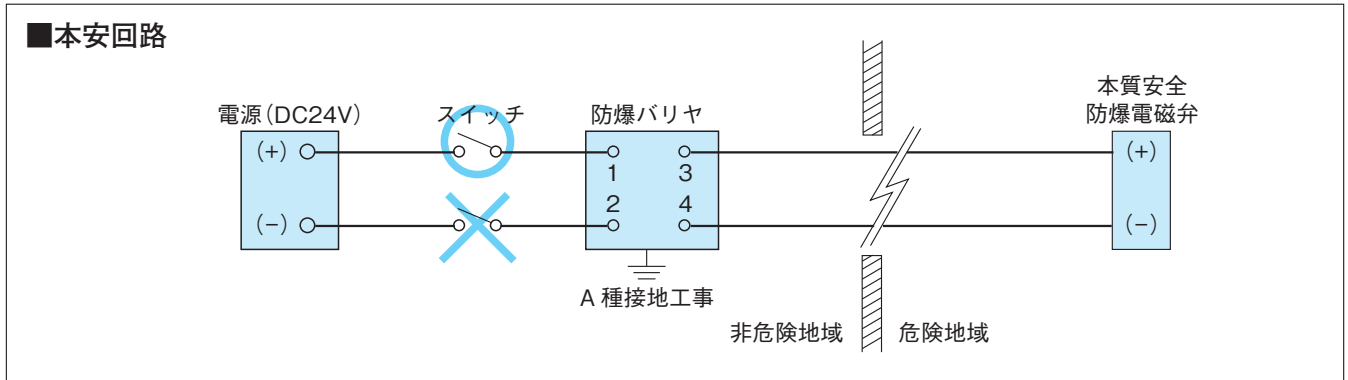 ■本安回路
電源(DC24V)
スイッチ
防爆バリヤ
本質安全
防爆電磁弁
(+)
1
3
(+)
(−)
2
4
(−)
A 種接地工事
非危険地域
危険地域